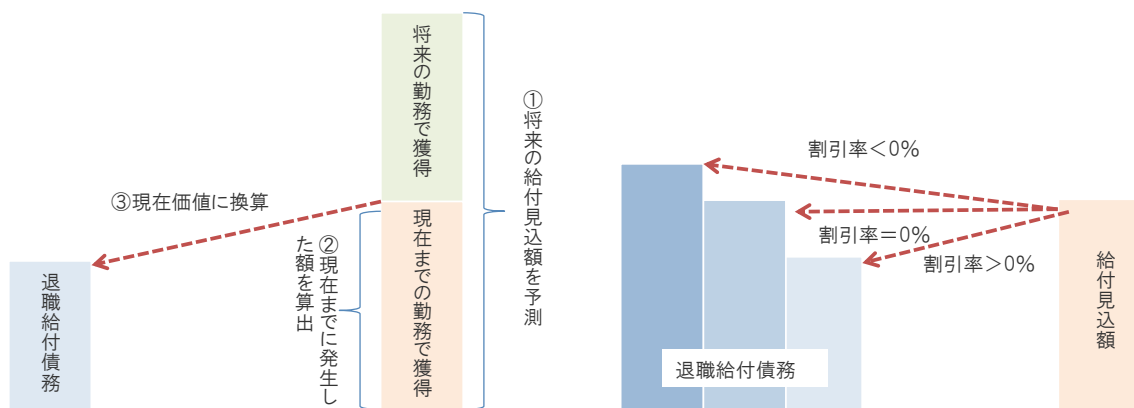 将来の勤務で獲得
現在までの勤務で獲得
①将来の給付見込額を予測
②現在までに発生し
た額を算出
③現在価値に換算
退職給付債務
割引率<0%
割引率=0%
割引率>0%
給付見込額
退職給付債務